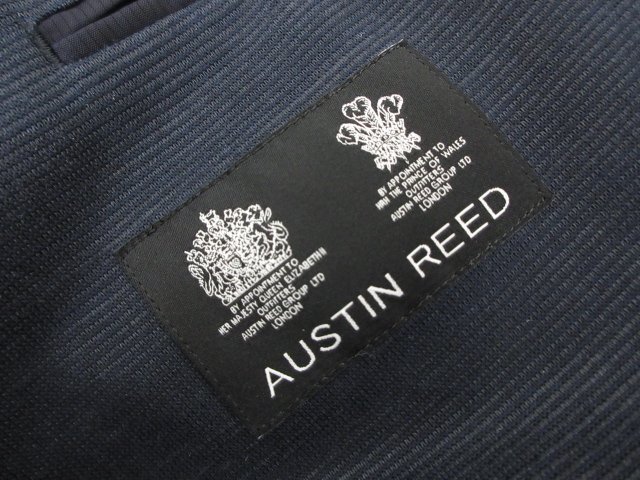 BY APPOINTMENT TO
HER MAJESTY QUEEN ELIZABETH II
OUTFITTERS
AUSTIN REED GROUP LTD
LONDON
BY APPOINTMENT TO
HRH THE PRINCE OF WALES
OUTFITTERS
AUSTIN REED GROUP LTD
LONDON
AUSTIN REED